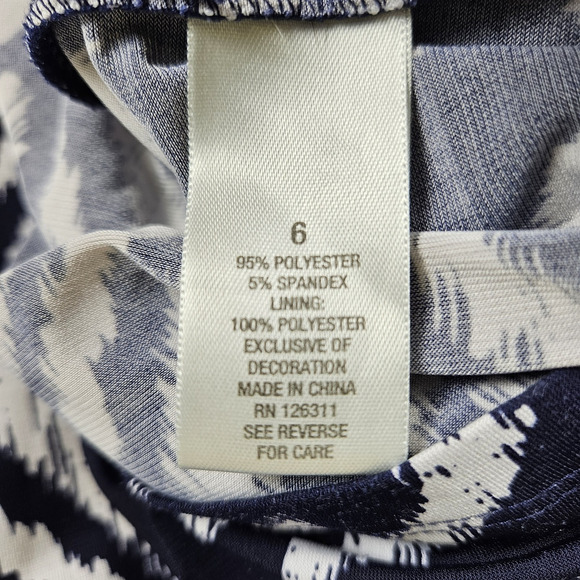 6
95% POLYESTER
5% SPANDEX
LINING:
100% POLYESTER
EXCLUSIVE OF
DECORATION
MADE IN CHINA
RN 126311
SEE REVERSE
FOR CARE